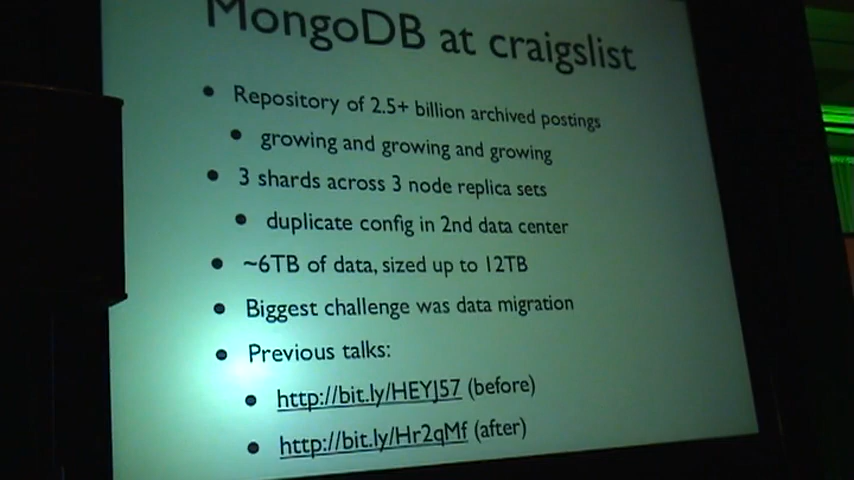 MongoDB at craigslist
• Repository of 2.5+ billion archived postings
• growing and growing and growing
• 3 shards across 3 node replica sets
• duplicate config in 2nd data center
• ~6TB of data, sized up to 12TB
• Biggest challenge was data migration
• Previous talks:
• http://bit.ly/HEYJ57 (before)
• http://bit.ly/Hr2qMf (after)